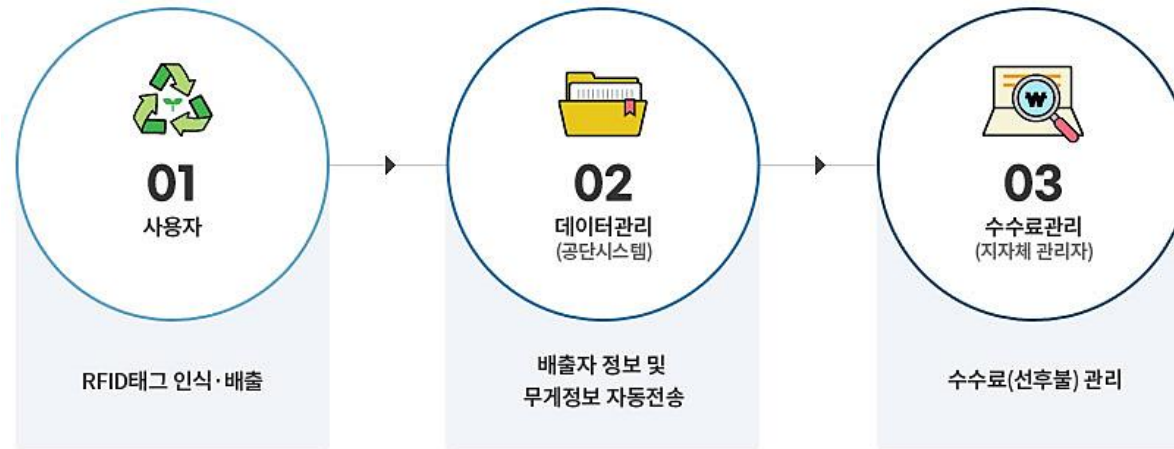 01
사용자
RFID태그 인식·배출
02
데이터관리
(공단시스템)
배출자 정보 및
무게정보 자동전송
₩
03
수수료관리
(지자체 관리자)
수수료(선후불) 관리